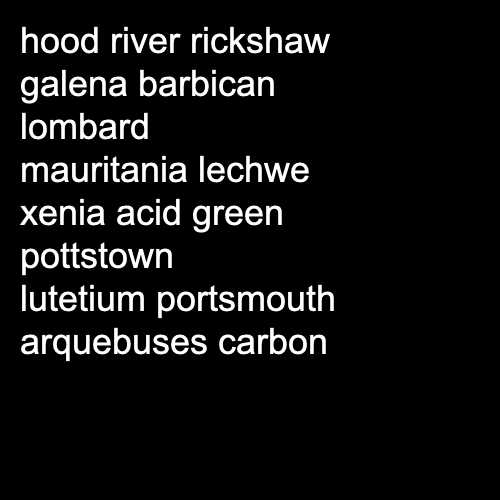 hood river rickshaw
galena barbican
lombard
mauritania lechwe
xenia acid green
pottstown
lutetium portsmouth
arquebuses carbon